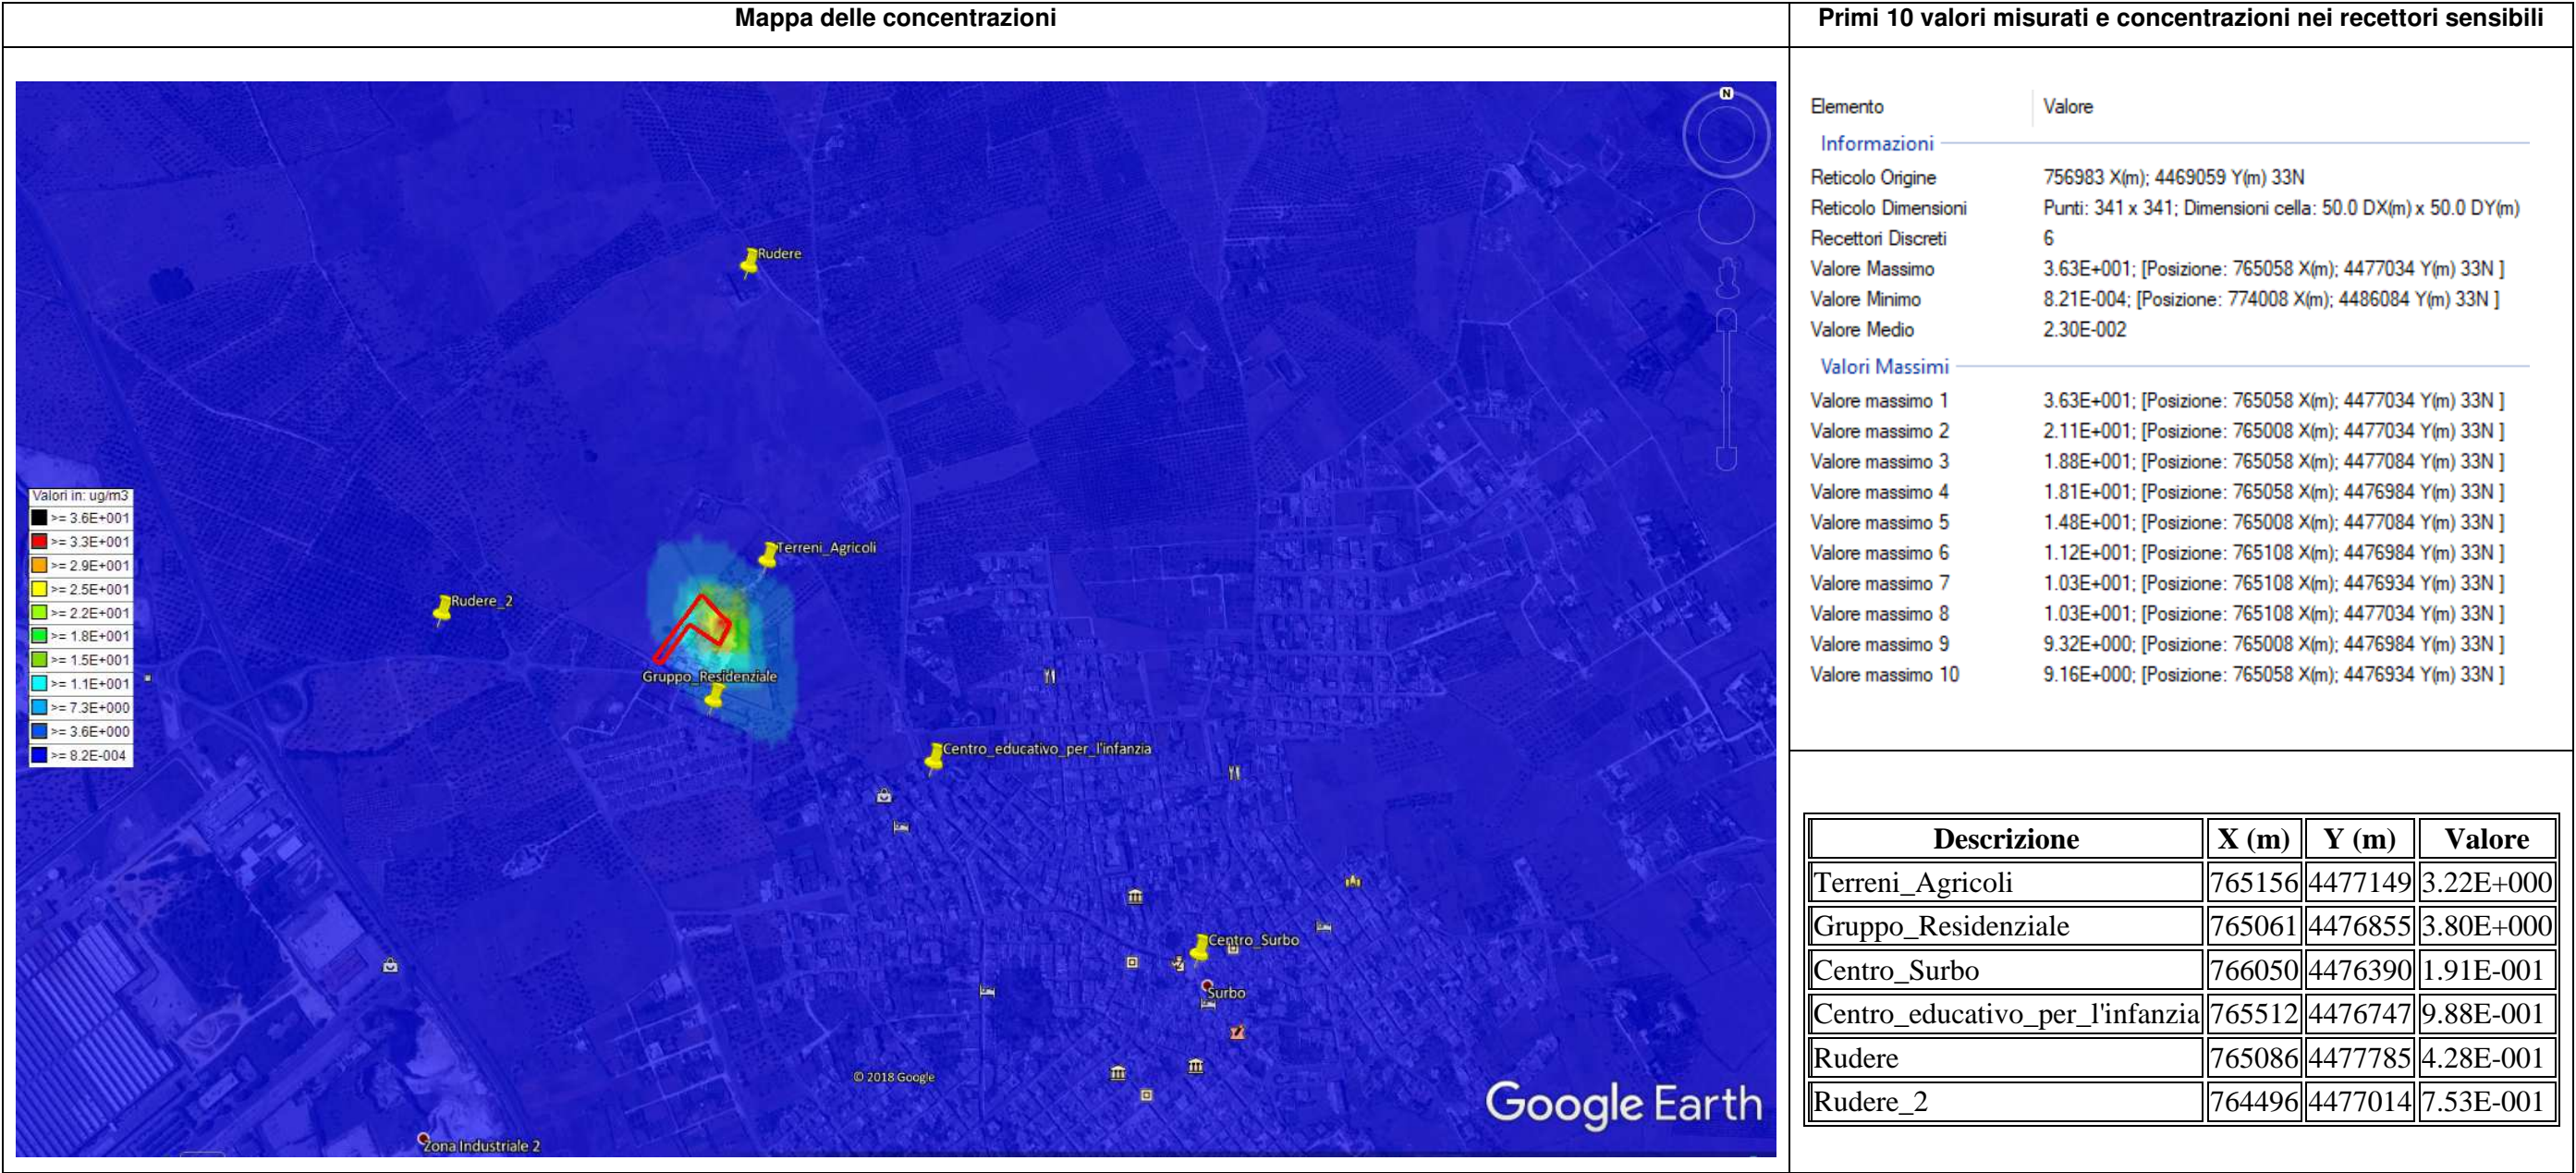 Mappa delle concentrazioni
Primi 10 valori misurati e concentrazioni nei recettori sensibili
N
Rudere
Terreni_Agricoli
Rudere_2
Gruppo_Residenziale
Centro_educativo_per_l'infanzia
Centro_Surbo
Surbo
Zona Industriale 2
© 2018 Google
Google Earth
Valori in: ug/m3
>= 3.6E+001
>= 3.3E+001
>= 2.9E+001
>= 2.5E+001
>= 2.2E+001
>= 1.8E+001
>= 1.5E+001
>= 1.1E+001
>= 7.3E+000
>= 3.6E+000
>= 8.2E-004
Elemento Valore
Informazioni
Reticolo Origine 756983 X(m); 4469059 Y(m) 33N
Reticolo Dimensioni Punti: 341 x 341; Dimensioni cella: 50.0 DX(m) x 50.0 DY(m)
Recettori Discreti 6
Valore Massimo 3.63E+001; [Posizione: 765058 X(m); 4477034 Y(m) 33N ]
Valore Minimo 8.21E-004; [Posizione: 774008 X(m); 4486084 Y(m) 33N ]
Valore Medio 2.30E-002
Valori Massimi
Valore massimo 1 3.63E+001; [Posizione: 765058 X(m); 4477034 Y(m) 33N ]
Valore massimo 2 2.11E+001; [Posizione: 765008 X(m); 4477034 Y(m) 33N ]
Valore massimo 3 1.88E+001; [Posizione: 765058 X(m); 4477084 Y(m) 33N ]
Valore massimo 4 1.81E+001; [Posizione: 765058 X(m); 4476984 Y(m) 33N ]
Valore massimo 5 1.48E+001; [Posizione: 765008 X(m); 4477084 Y(m) 33N ]
Valore massimo 6 1.12E+001; [Posizione: 765108 X(m); 4476984 Y(m) 33N ]
Valore massimo 7 1.03E+001; [Posizione: 765108 X(m); 4476934 Y(m) 33N ]
Valore massimo 8 1.03E+001; [Posizione: 765108 X(m); 4477034 Y(m) 33N ]
Valore massimo 9 9.32E+000; [Posizione: 765008 X(m); 4476984 Y(m) 33N ]
Valore massimo 10 9.16E+000; [Posizione: 765058 X(m); 4476934 Y(m) 33N ]
Descrizione X (m) Y (m) Valore
Terreni_Agricoli 765156 4477149 3.22E+000
Gruppo_Residenziale 765061 4476855 3.80E+000
Centro_Surbo 766050 4476390 1.91E-001
Centro_educativo_per_l'infanzia 765512 4476747 9.88E-001
Rudere 765086 4477785 4.28E-001
Rudere_2 764496 4477014 7.53E-001